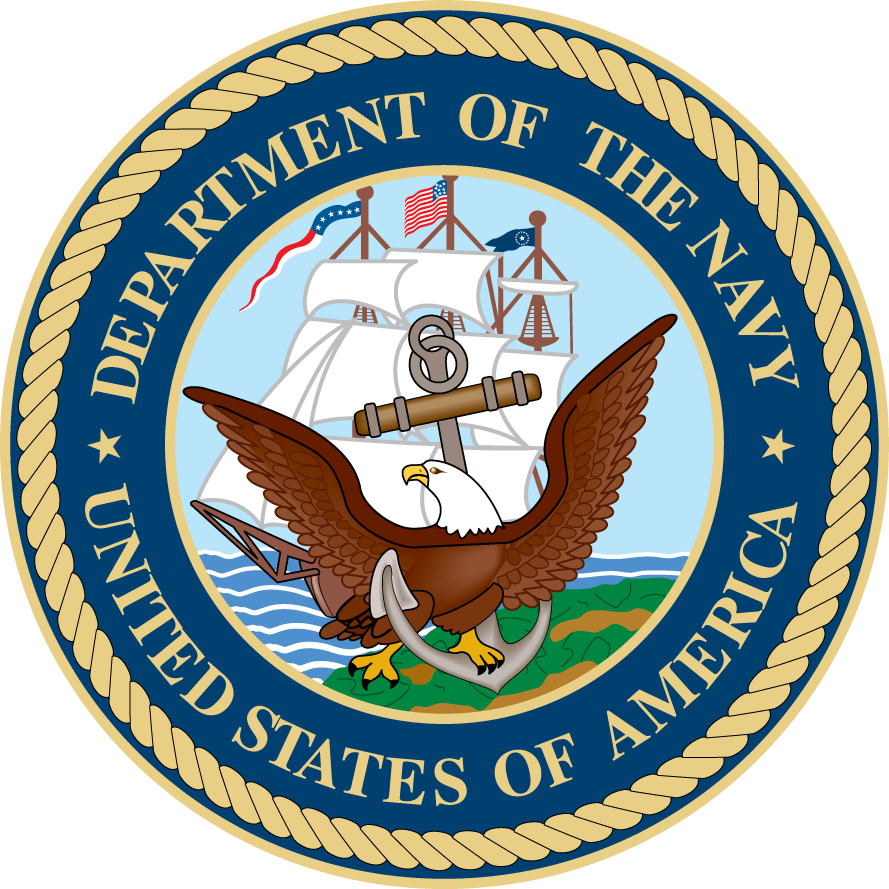 DEPARTMENT OF THE NAVY
UNITED STATES OF AMERICA